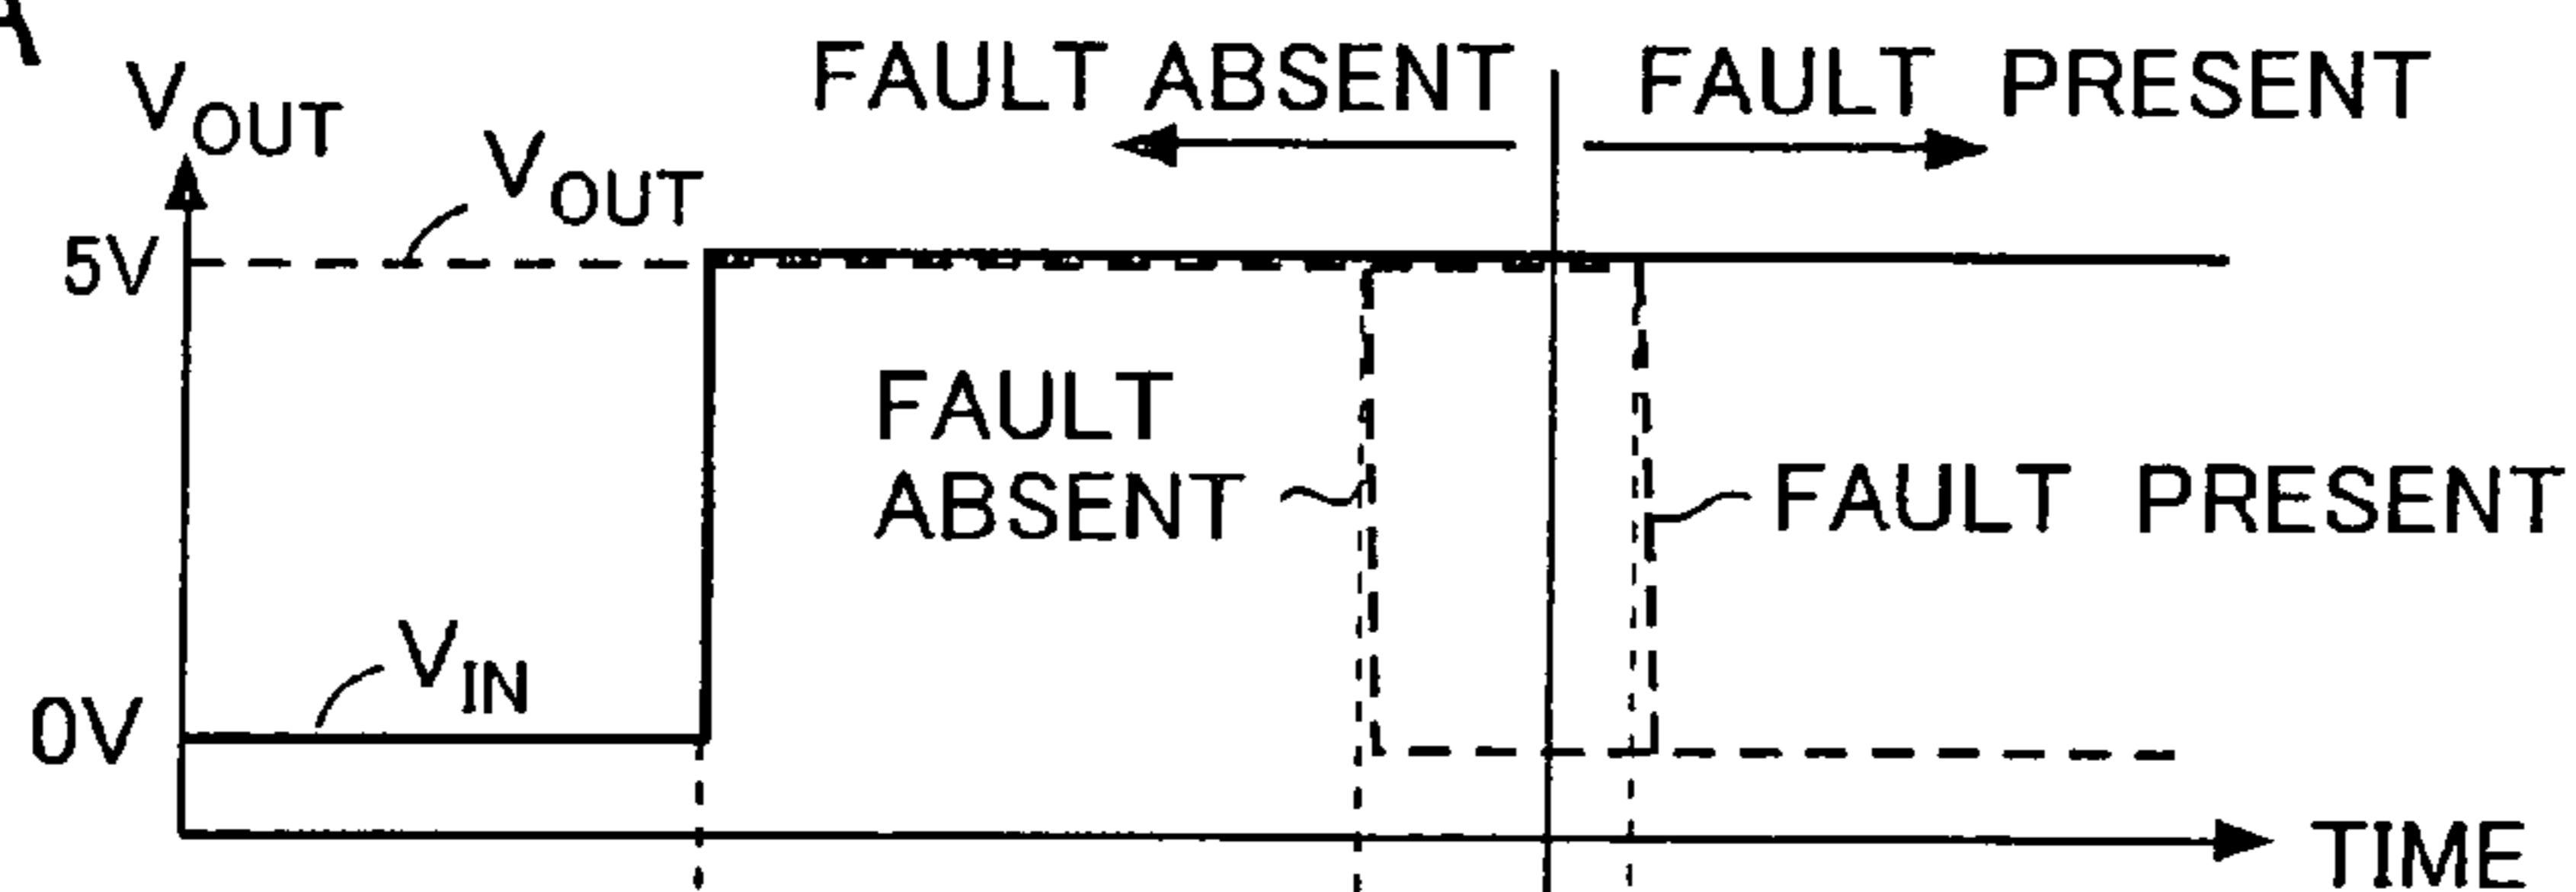 A
FAULT ABSENT
FAULT PRESENT
VOUT
VOUT
5V
FAULT
ABSENT
FAULT PRESENT
VIN
0V
TIME